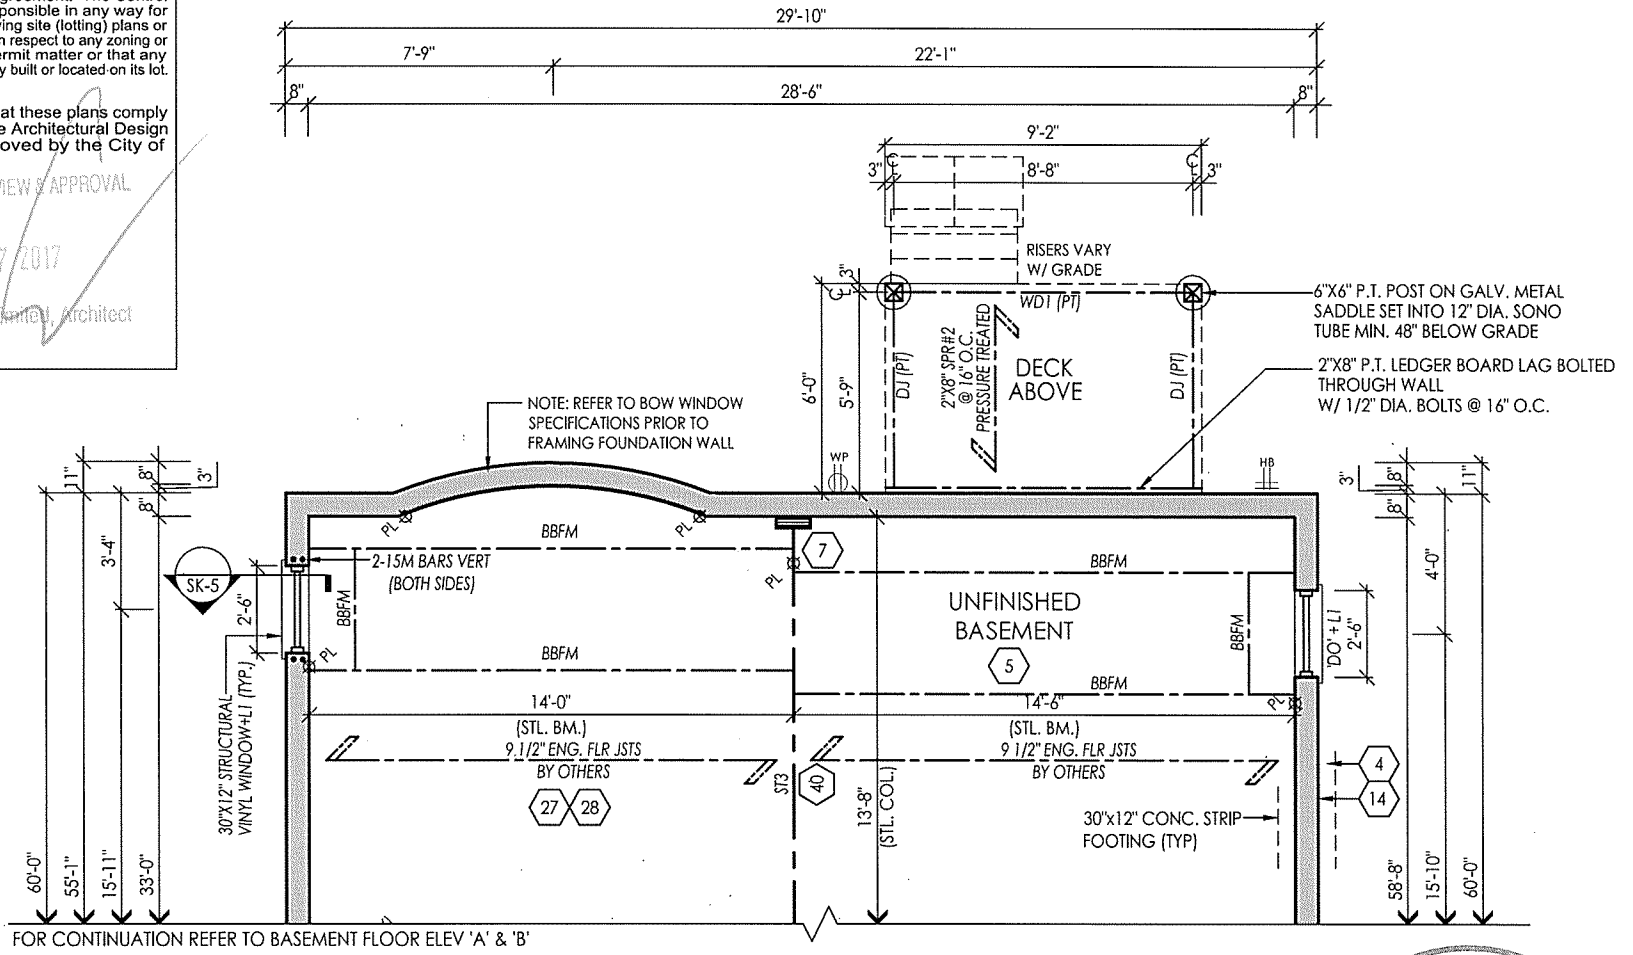 agreement. The Control
ponsible in any way for
ving site (lotting) plans or
n respect to any zoning or
ermit matter or that any
y built or located on its lot.
at these plans comply
e Architectural Design
oved by the City of
IEW & APPROVAL
2017
Architect
29'-10"
7'-9"
22'-1"
8"
28'-6"
8"
9'-2"
3"
8'-8"
3"
RISERS VARY
W/ GRADE
3"
6'-0"
5'-9"
WD1 (PT)
DJ (PT)
2"X8" SPR#2
@ 16" O.C.
PRESSURE TREATED
DECK
ABOVE
DJ (PT)
6"X6" P.T. POST ON GALV. METAL
SADDLE SET INTO 12" DIA. SONO
TUBE MIN. 48" BELOW GRADE
2"X8" P.T. LEDGER BOARD LAG BOLTED
THROUGH WALL
W/ 1/2" DIA. BOLTS @ 16" O.C.
NOTE: REFER TO BOW WINDOW
SPECIFICATIONS PRIOR TO
FRAMING FOUNDATION WALL
WP
HB
11"
8"
3"
8"
3'-4"
3"
8"
8"
11"
4'-0"
PL
PL
BBFM
7
PL
BBFM
2-15M BARS VERT
(BOTH SIDES)
SK-5
2'-6"
BBFM
UNFINISHED
BASEMENT
5
BBFM
'DO' + L1
2'-6"
PL
BBFM
BBFM
PL
30"X12" STRUCTURAL
VINYL WINDOW+L1 (TYP.)
14'-0"
14'-6"
(STL. BM.)
(STL. BM.)
9.1/2" ENG. FLR JSTS
BY OTHERS
9 1/2" ENG. FLR JSTS
BY OTHERS
27
28
ST3
40
13'-8"
(STL. COL.)
4
14
30"x12" CONC. STRIP
FOOTING (TYP)
60'-0"
55'-1"
15'-11"
33'-0"
58'-8"
15'-10"
60'-0"
FOR CONTINUATION REFER TO BASEMENT FLOOR ELEV 'A' & 'B'